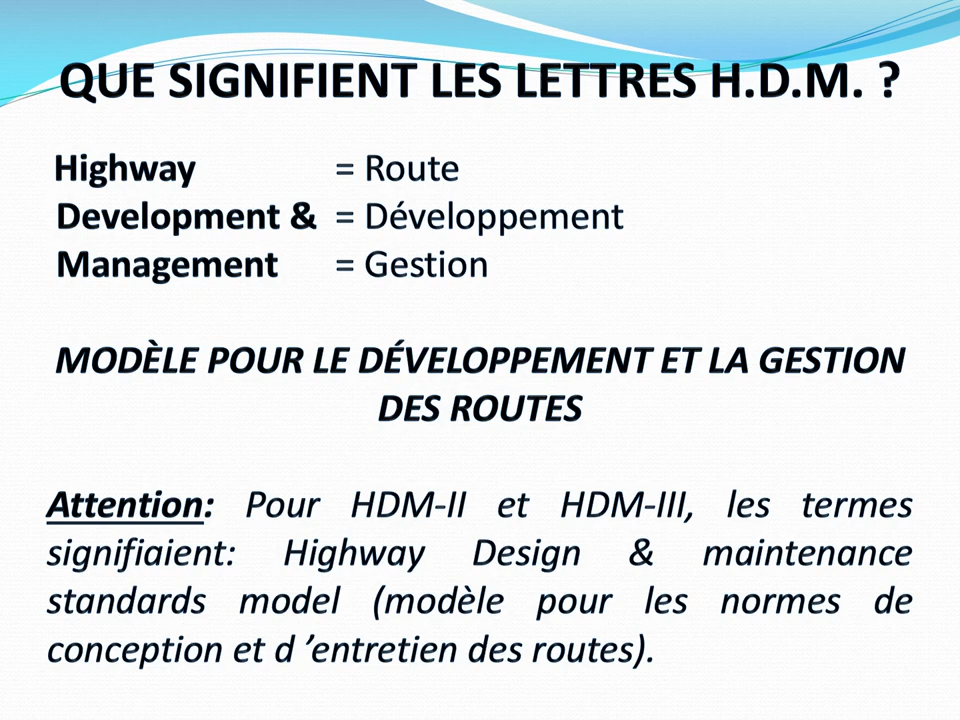 QUE SIGNIFIENT LES LETTRES H.D.M. ?
Highway = Route
Development & = Développement
Management = Gestion
MODÈLE POUR LE DÉVELOPPEMENT ET LA GESTION
DES ROUTES
Attention: Pour HDM-II et HDM-III, les termes
signifiaient: Highway Design & maintenance
standards model (modèle pour les normes de
conception et d ’entretien des routes).